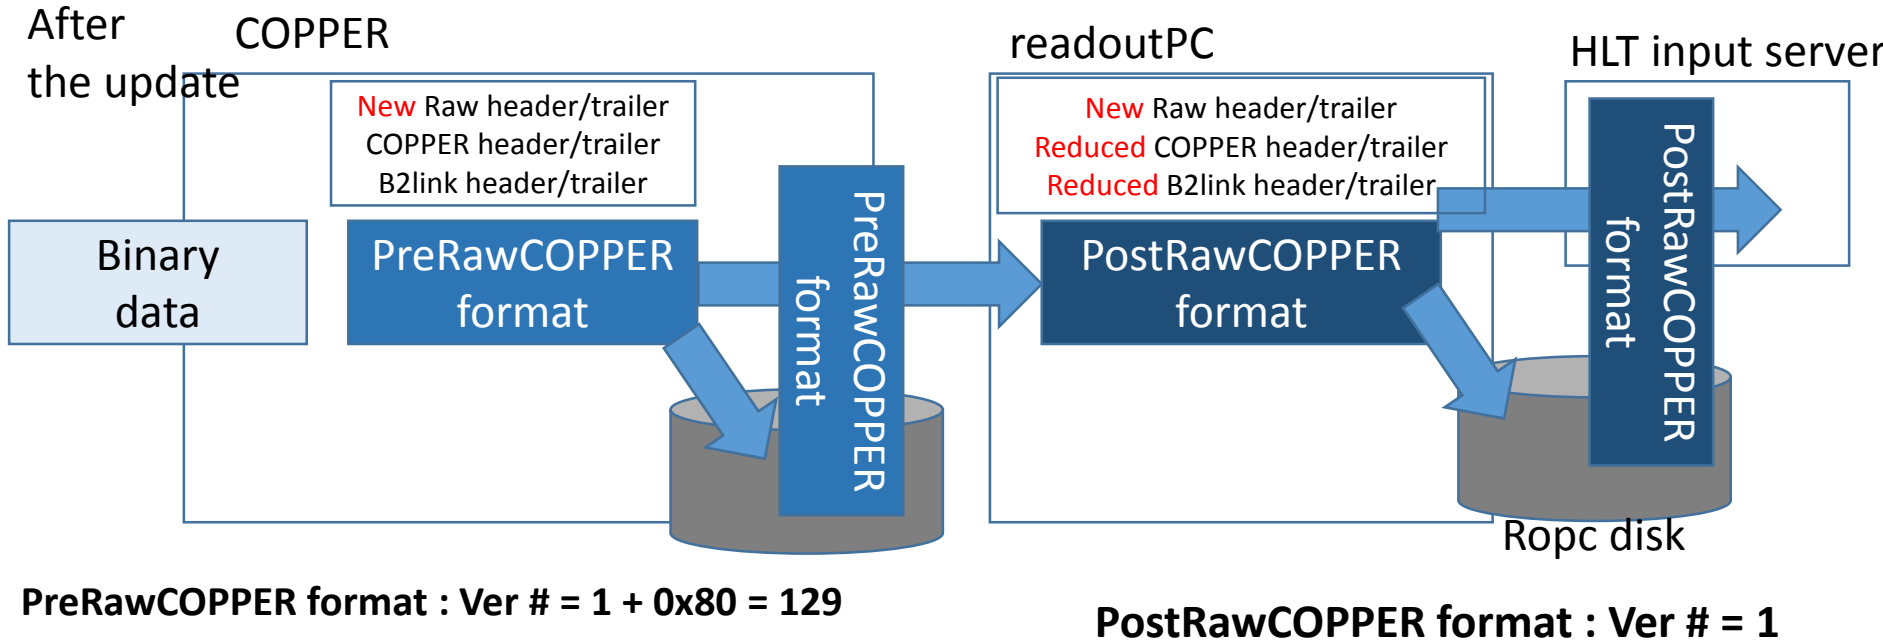 After
the update
COPPER
readoutPC
HLT input server
New Raw header/trailer
COPPER header/trailer
B2link header/trailer
New Raw header/trailer
Reduced COPPER header/trailer
Reduced B2link header/trailer
Binary
data
PreRawCOPPER
format
PreRawCOPPER
format
PostRawCOPPER
format
PostRawCOPPER
format
Ropc disk
PreRawCOPPER format : Ver # = 1 + 0x80 = 129
PostRawCOPPER format : Ver # = 1